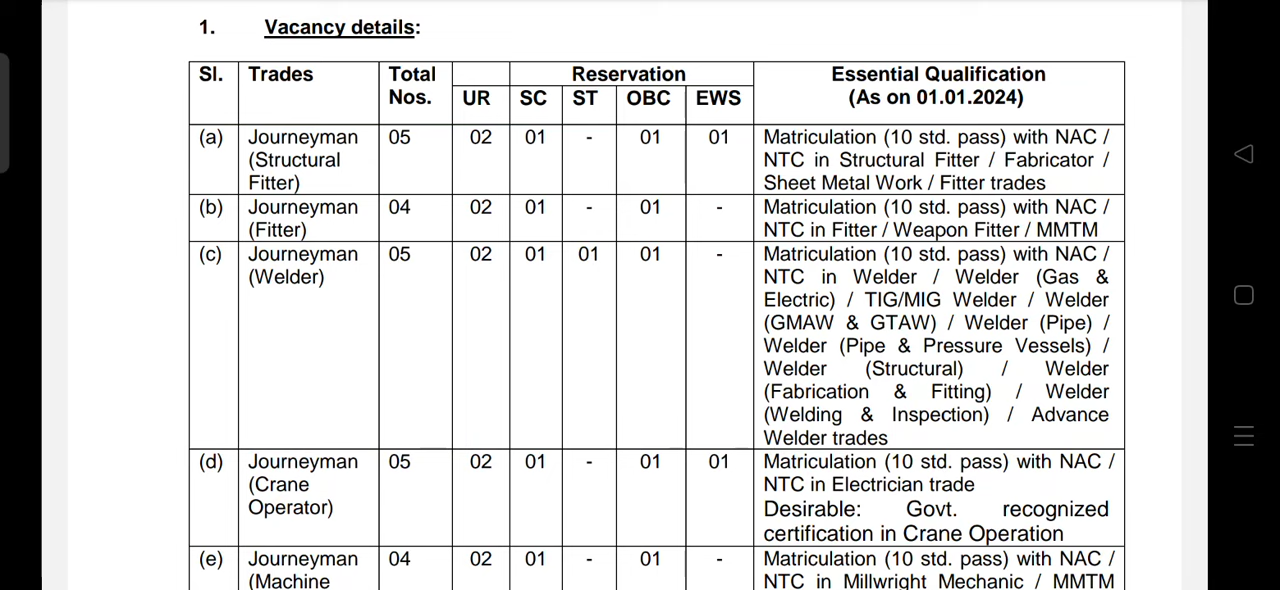 1. Vacancy details:
Sl. Trades Total Nos. UR Reservation SC ST OBC EWS Essential Qualification (As on 01.01.2024)
(a) Journeyman 05 02 01 - 01 01 Matriculation (10 std. pass) with NAC /
(Structural NTC in Structural Fitter / Fabricator /
Fitter) Sheet Metal Work / Fitter trades
(b) Journeyman 04 02 01 - 01 - Matriculation (10 std. pass) with NAC /
(Fitter) NTC in Fitter / Weapon Fitter / MMTM
(c) Journeyman 05 02 01 01 01 - Matriculation (10 std. pass) with NAC /
(Welder) NTC in Welder / Welder (Gas &
Electric) / TIG/MIG Welder / Welder
(GMAW & GTAW) / Welder (Pipe) /
Welder (Pipe & Pressure Vessels) /
Welder (Structural) / Welder
(Fabrication & Fitting) / Welder
(Welding & Inspection) / Advance
Welder trades
(d) Journeyman 05 02 01 - 01 01 Matriculation (10 std. pass) with NAC /
(Crane NTC in Electrician trade
Operator) Desirable: Govt. recognized
certification in Crane Operation
(e) Journeyman 04 02 01 - 01 - Matriculation (10 std. pass) with NAC /
(Machine NTC in Millwright Mechanic / MMTM